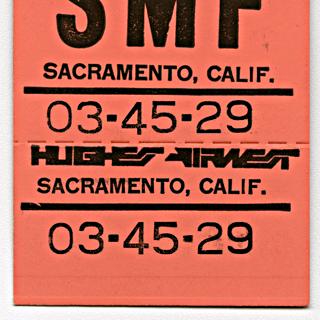 SMF
SACRAMENTO, CALIF.
03-45-29
HUGHES AIRWEST
SACRAMENTO, CALIF.
03-45-29